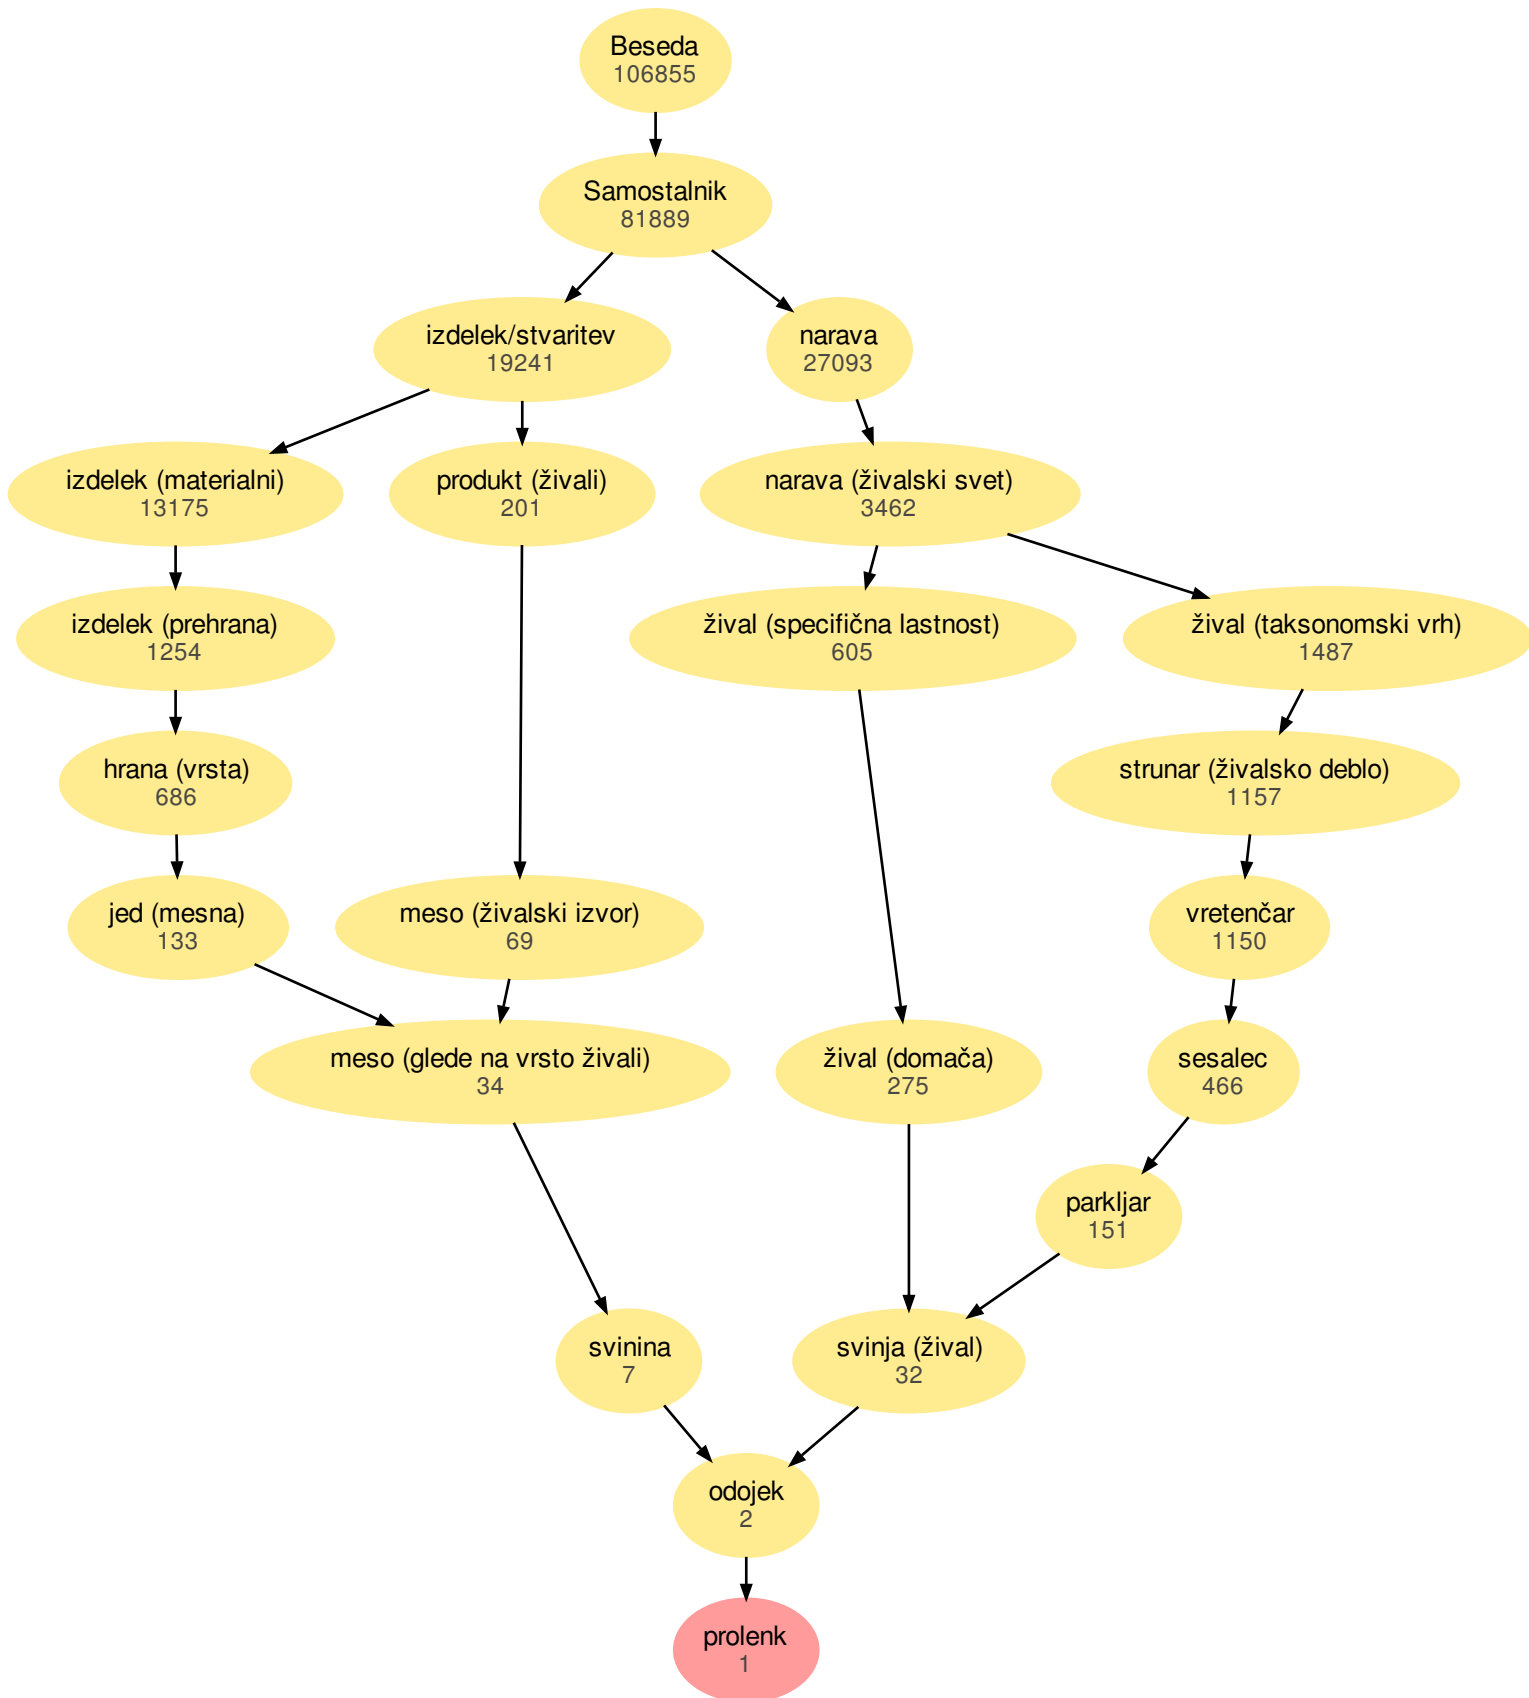 Beseda
106855
Samostalnik
81889
izdelek/stvaritev
19241
narava
27093
izdelek (materialni)
13175
produkt (živali)
201
narava (živalski svet)
3462
izdelek (prehrana)
1254
žival (specifična lastnost)
605
žival (taksonomski vrh)
1487
hrana (vrsta)
686
strunar (živalsko deblo)
1157
jed (mesna)
133
meso (živalski izvor)
69
vretenčar
1150
meso (glede na vrsto živali)
34
žival (domača)
275
sesalec
466
parkljar
151
svinina
7
svinja (žival)
32
odojek
2
prolenk
1